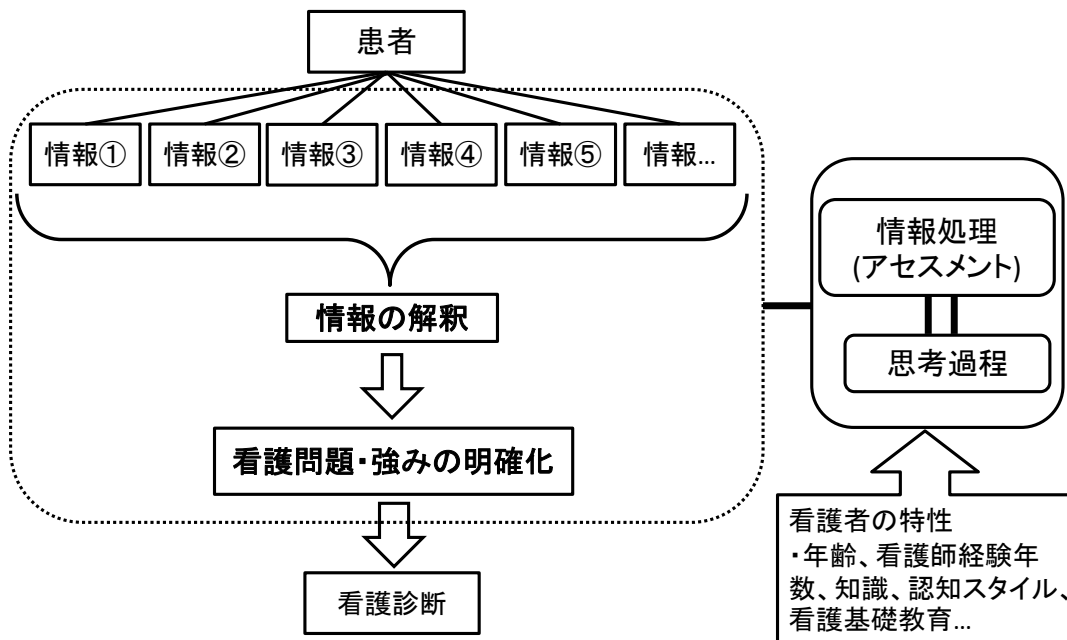 患者
情報①
情報②
情報③
情報④
情報⑤
情報...
情報の解釈
看護問題・強みの明確化
看護診断
情報処理
(アセスメント)
思考過程
看護者の特性
・年齢、看護師経験年
数、知識、認知スタイル、
看護基礎教育...